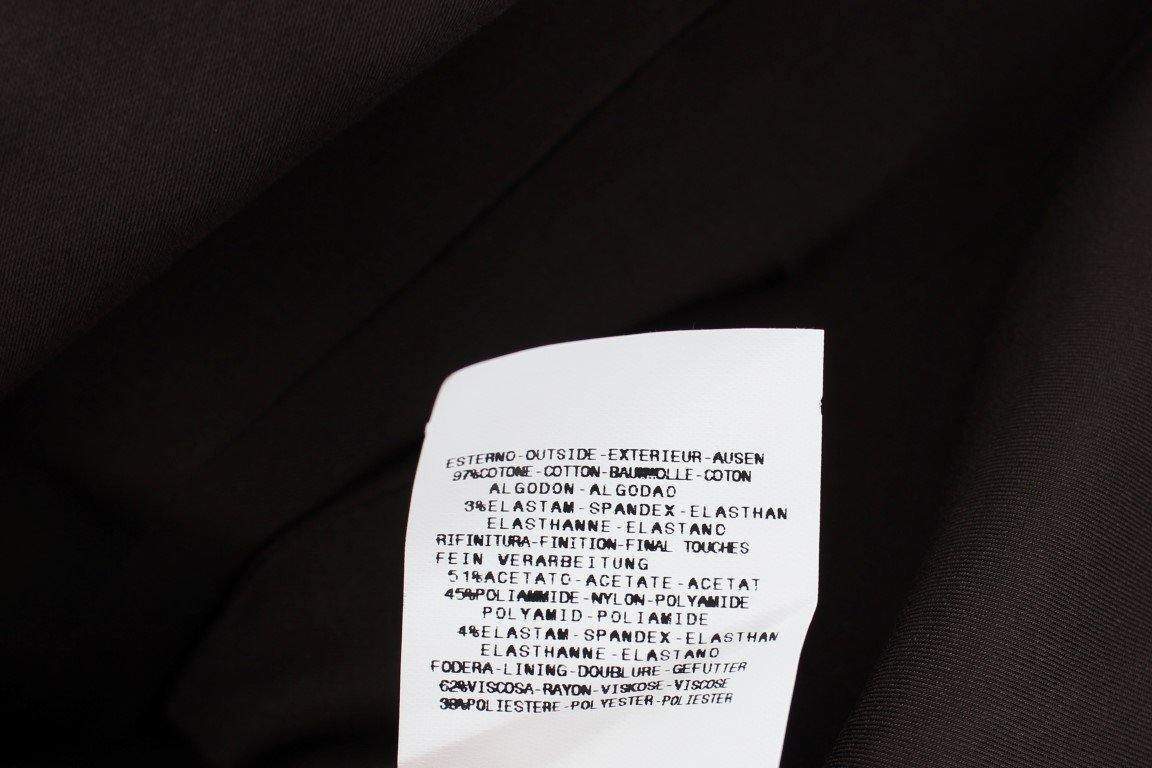 ESTERNO-OUTSIDE-EXTERIEUR-AUSEN
97%COTONE-COTTON-BAUMWOLLE-COTON
ALGODON-ALGODAO
3%ELASTAM-SPANDEX-ELASTHAN
ELASTHANNE-ELASTANO
RIFINITURA-FINITION-FINAL TOUCHES
FEIN VERARBEITUNG
51%ACETATO-ACETATE-ACETAT
45%POLIAMMIDE-NYLON-POLYAMIDE
POLYAMID-POLIAMIDE
4%ELASTAM-SPANDEX-ELASTHAN
ELASTHANNE-ELASTANO
FODERA-LINING-DOUBLURE-GEFUTTER
62%VISCOSA-RAYON-VISKOSE-VISCOSE
38%POLIESTERE-POLYESTER-POLIESTER